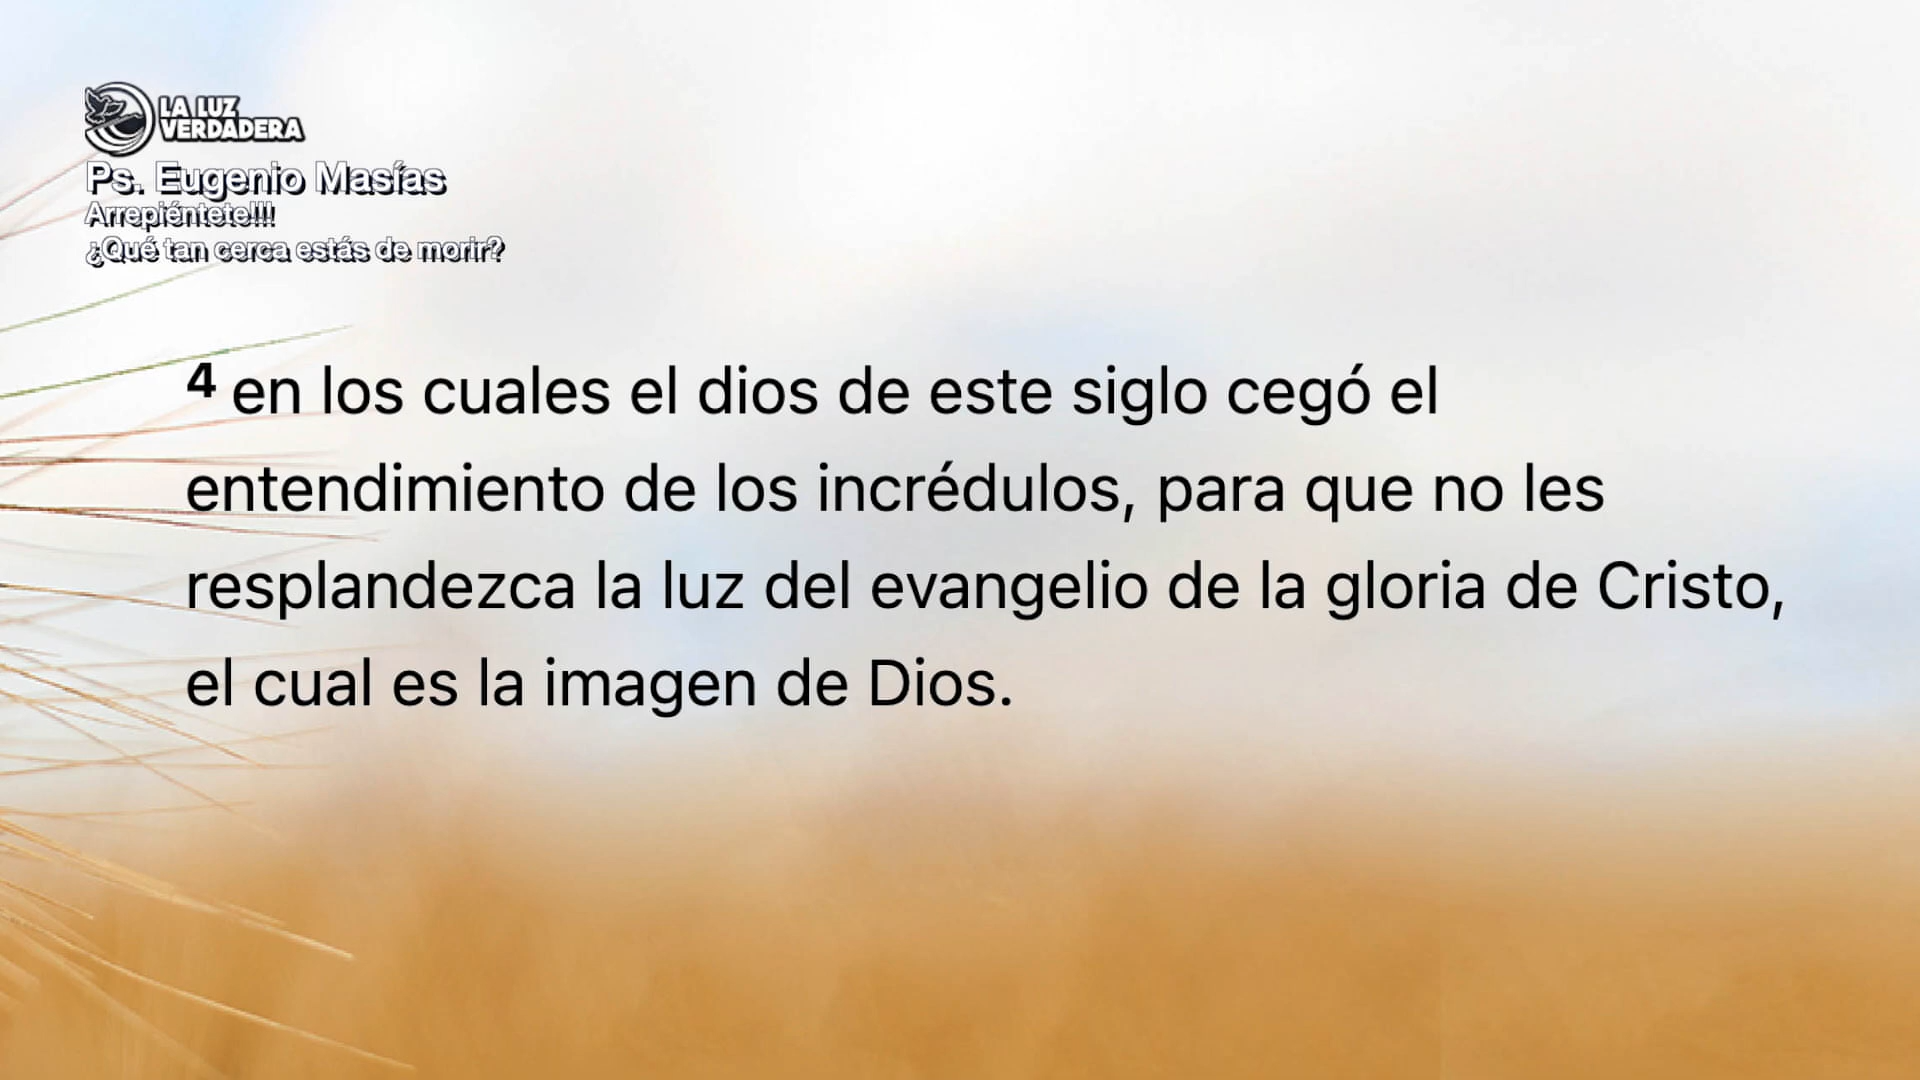 LA LUZ
VERDADERA
Ps. Eugenio Masías
Arrepiéntete!!!
¿Qué tan cerca estás de morir?
4 en los cuales el dios de este siglo cegó el
entendimiento de los incrédulos, para que no les
resplandezca la luz del evangelio de la gloria de Cristo,
el cual es la imagen de Dios.